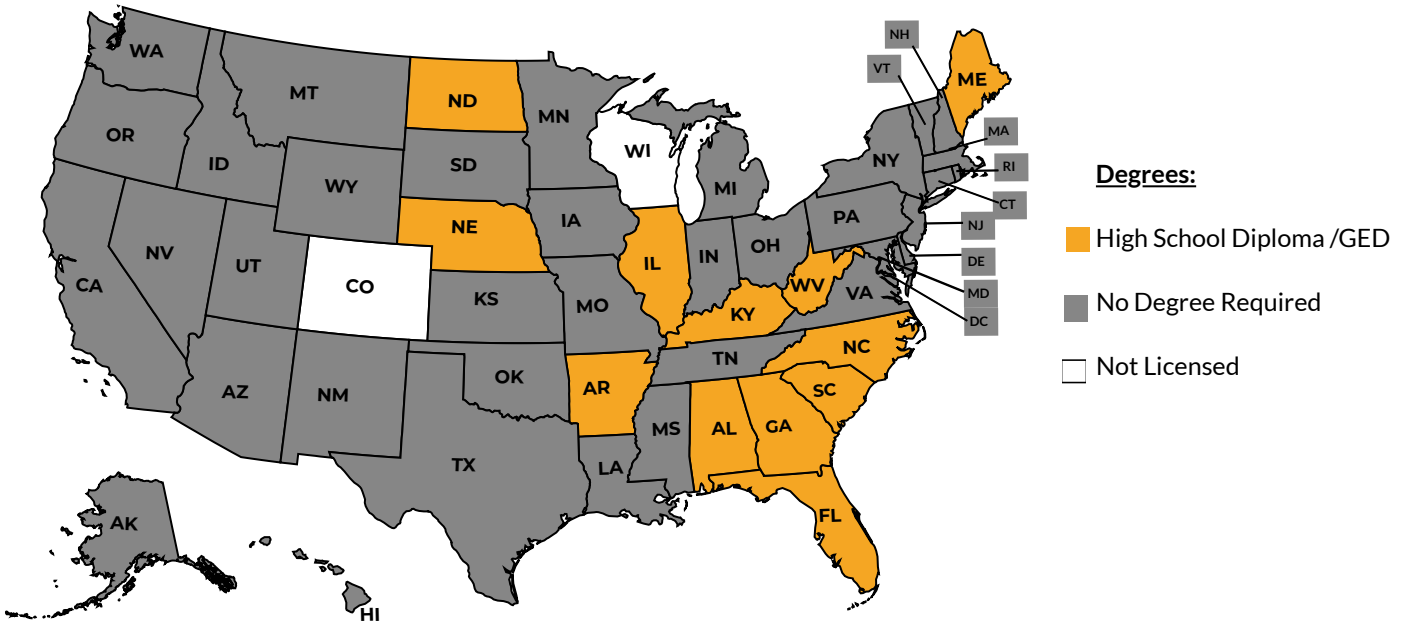 WA
MT
ND
MN
OR
ID
SD
WI
MI
NY
ME
NH
VT
MA
RI
CT
WY
NE
IA
PA
NJ
NV
UT
CO
KS
MO
IL
IN
OH
WV
VA
DE
MD
DC
CA
KY
TN
NC
SC
AZ
NM
OK
AR
MS
AL
GA
TX
LA
FL
AK
HI
Degrees:
High School Diploma /GED
No Degree Required
Not Licensed